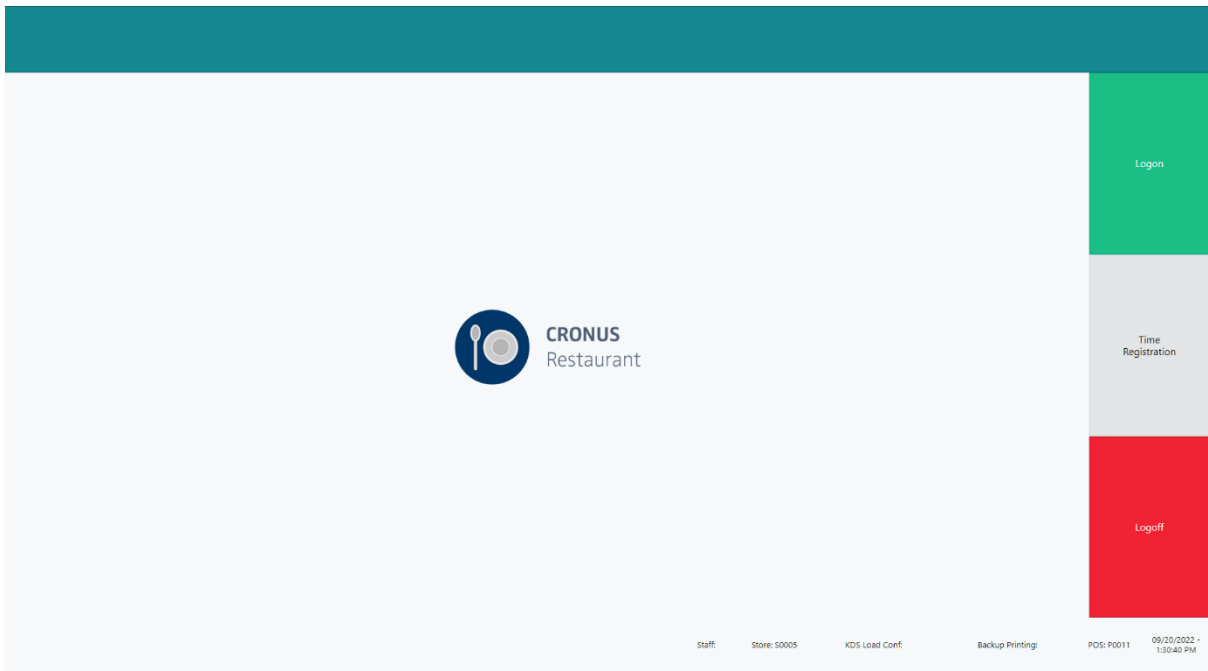 Logon
CRONUS
Restaurant
Time
Registration
Logoff
Staff: Store: S0005 KDS Load Conf: Backup Printing: POS: P0011 09/20/2022 -
1:30:40 PM